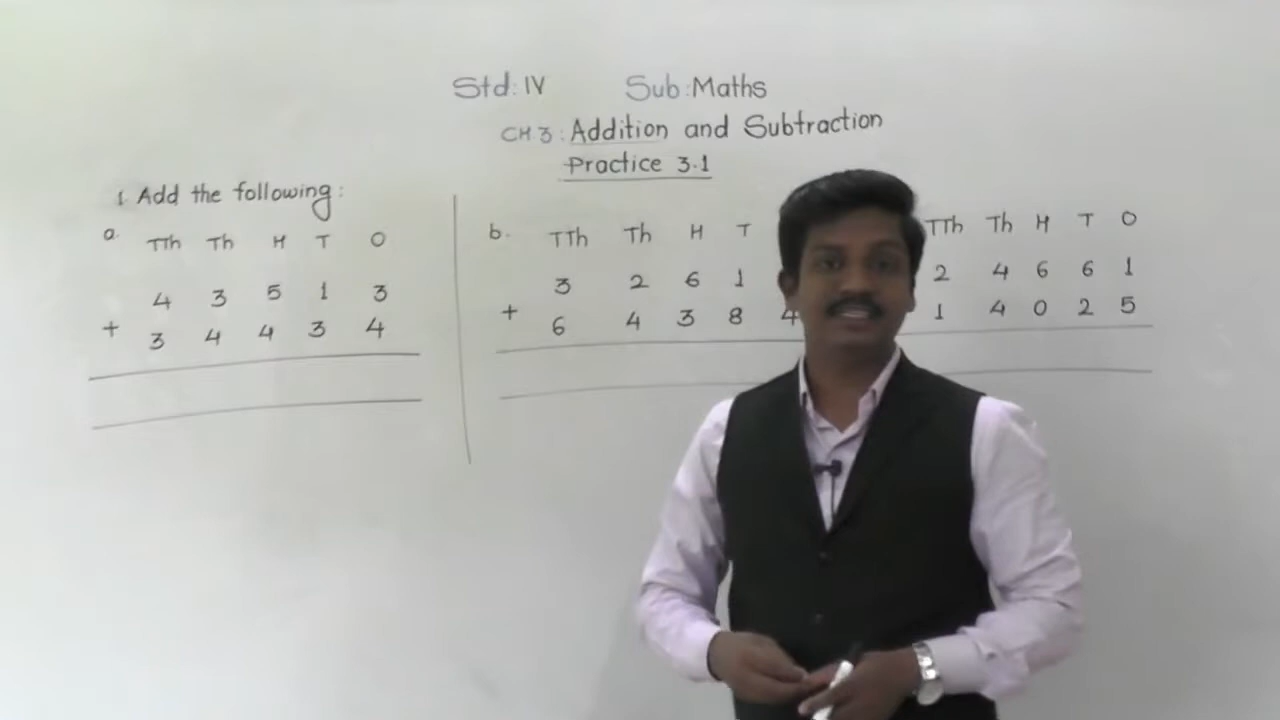 Std: IV Sub: Maths
CH 3: Addition and Subtraction
Practice 3.1
1. Add the following:
a. TTh Th H T O
4 3 5 1 3
+ 3 4 4 3 4
b. TTh Th H T
3 2 6 1
+ 6 4 3 8 4
TTh Th H T O
2 4 6 6 1
1 4 0 2 5